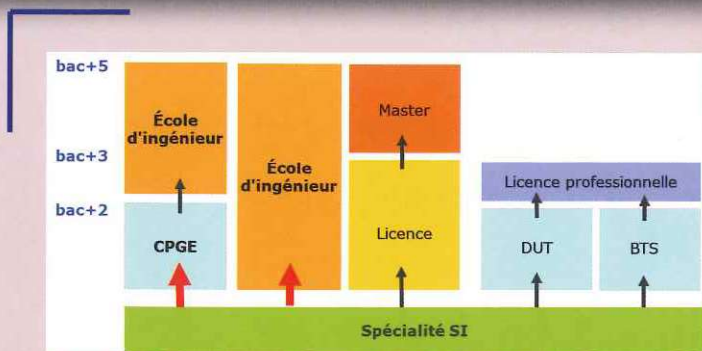 bac+5
École
d'ingénieur
Master
bac+3
École
d'ingénieur
Licence professionnelle
bac+2
CPGE
Licence
DUT
BTS
Spécialité SI